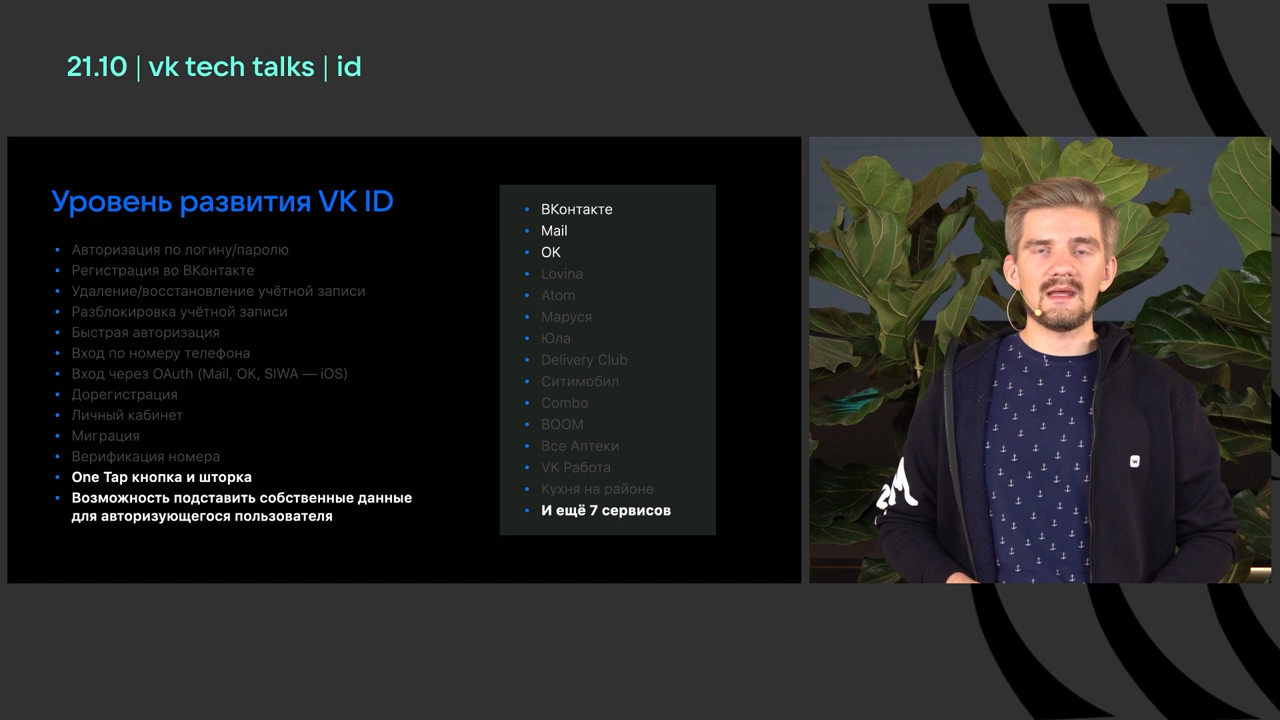 21.10 | vk tech talks | id
Уровень развития VK ID
Авторизация по логину/паролю
Регистрация во ВКонтакте
Удаление/восстановление учётной записи
Разблокировка учётной записи
Быстрая авторизация
Вход по номеру телефона
Вход через OAuth (Mail, OK, SIWA — iOS)
Дорегистрация
Личный кабинет
Миграция
Верификация номера
One Tap кнопка и шторка
Возможность подставить собственные данные
для авторизующегося пользователя
ВКонтакте
Mail
OK
Lovina
Atom
Маруся
Юла
Delivery Club
Ситимобил
Combo
BOOM
Все Аптеки
VK Работа
Кухня на районе
И ещё 7 сервисов